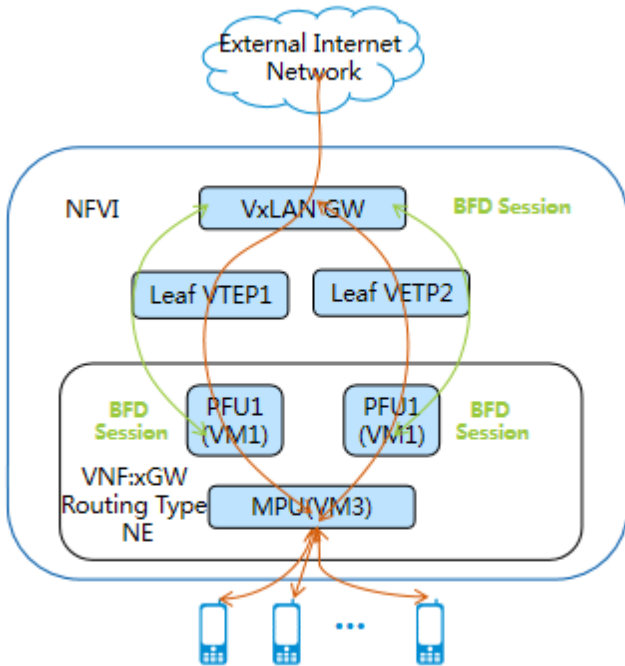 External Internet
Network
NFVI
VxLAN GW
BFD Session
Leaf VTEP1
Leaf VETP2
BFD
Session
PFU1
(VM1)
PFU1
(VM1)
BFD
Session
VNF:xGW
Routing Type
NE
MPU(VM3)